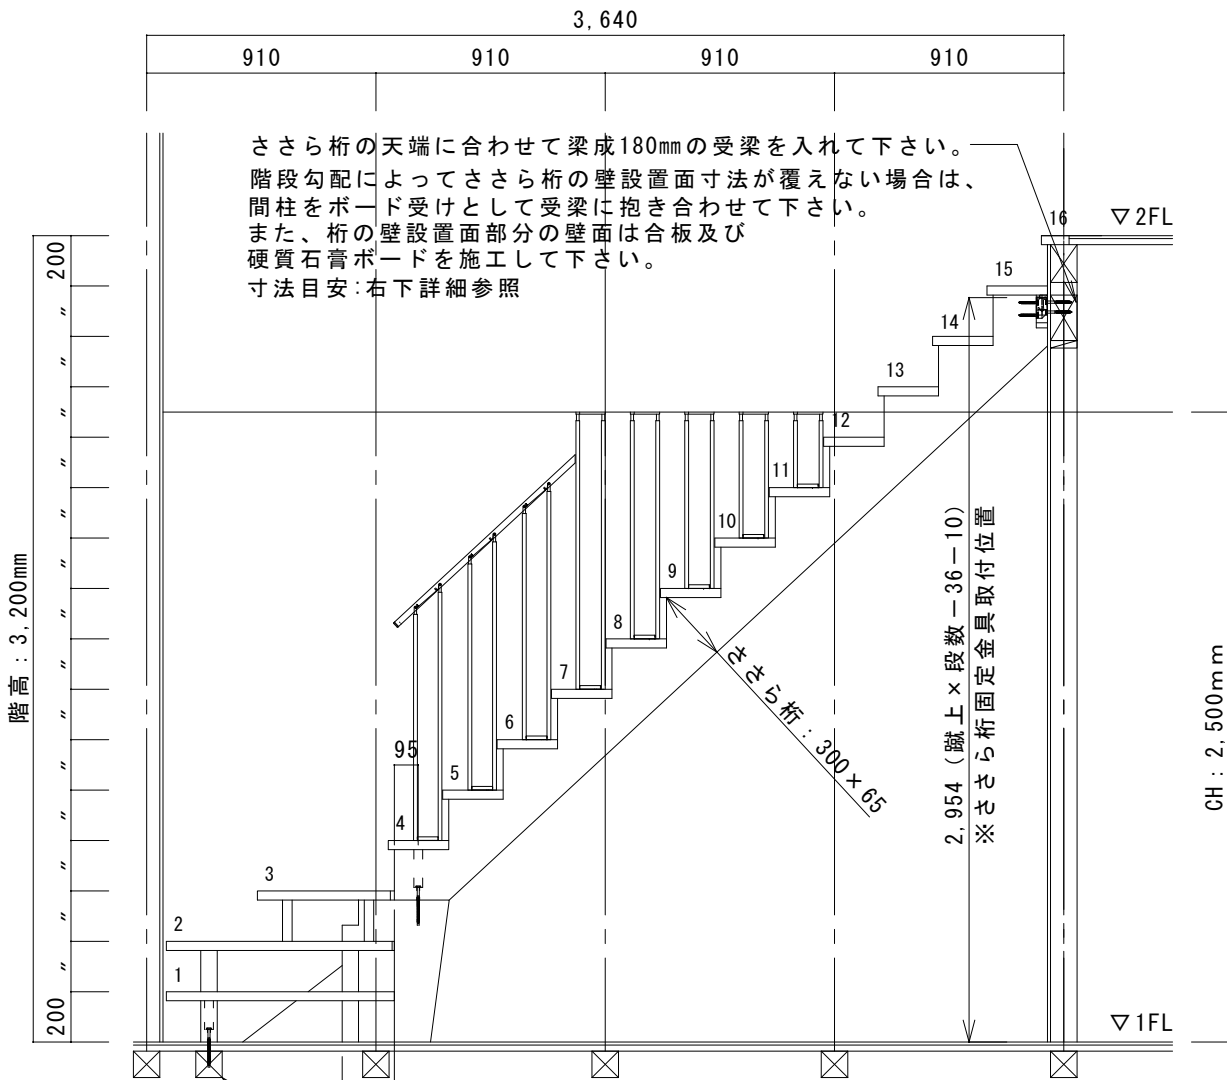 3,640
910
910
910
910
ささら桁の天端に合わせて梁成180㎜の受梁を入れて下さい。
階段勾配によってささら桁の壁設置面寸法が覆えない場合は、
間柱をボード受けとして受梁に抱き合わせて下さい。
また、桁の壁設置面部分の壁面は合板及び
硬質石膏ボードを施工して下さい。
寸法目安:右下詳細参照
▽2FL
16
15
14
13
12
11
10
9
8
7
6
5
4
3
2
1
95
200
〃
〃
〃
〃
〃
〃
〃
〃
〃
〃
〃
〃
〃
〃
200
階高:3,200mm
ささら桁:300×65
2,954(蹴上×段数-36-10)
※ささら桁固定金具取付位置
CH:2,500mm
▽1FL